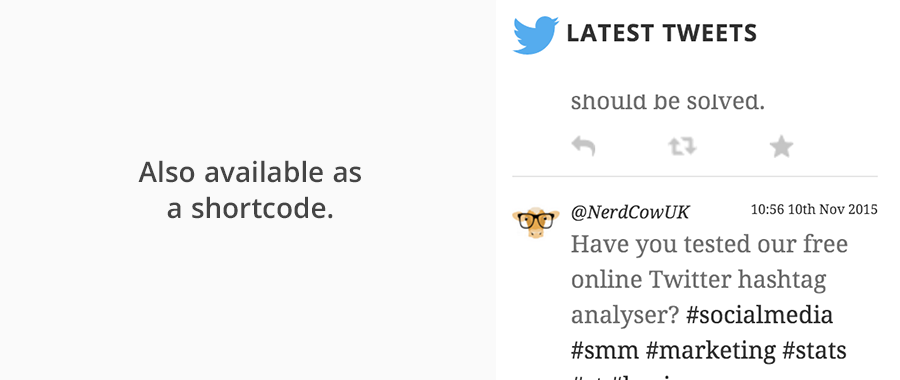 Also available as
a shortcode.
LATEST TWEETS
should be solved.
@NerdCowUK
10:56 10th Nov 2015
Have you tested our free
online Twitter hashtag
analyser? #socialmedia
#smm #marketing #stats